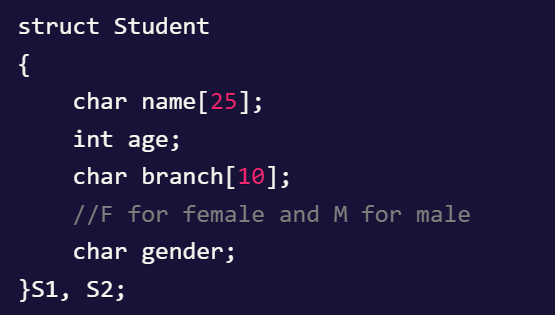 struct Student
{
    char name[25];
    int age;
    char branch[10];
    //F for female and M for male
    char gender;
}S1, S2;